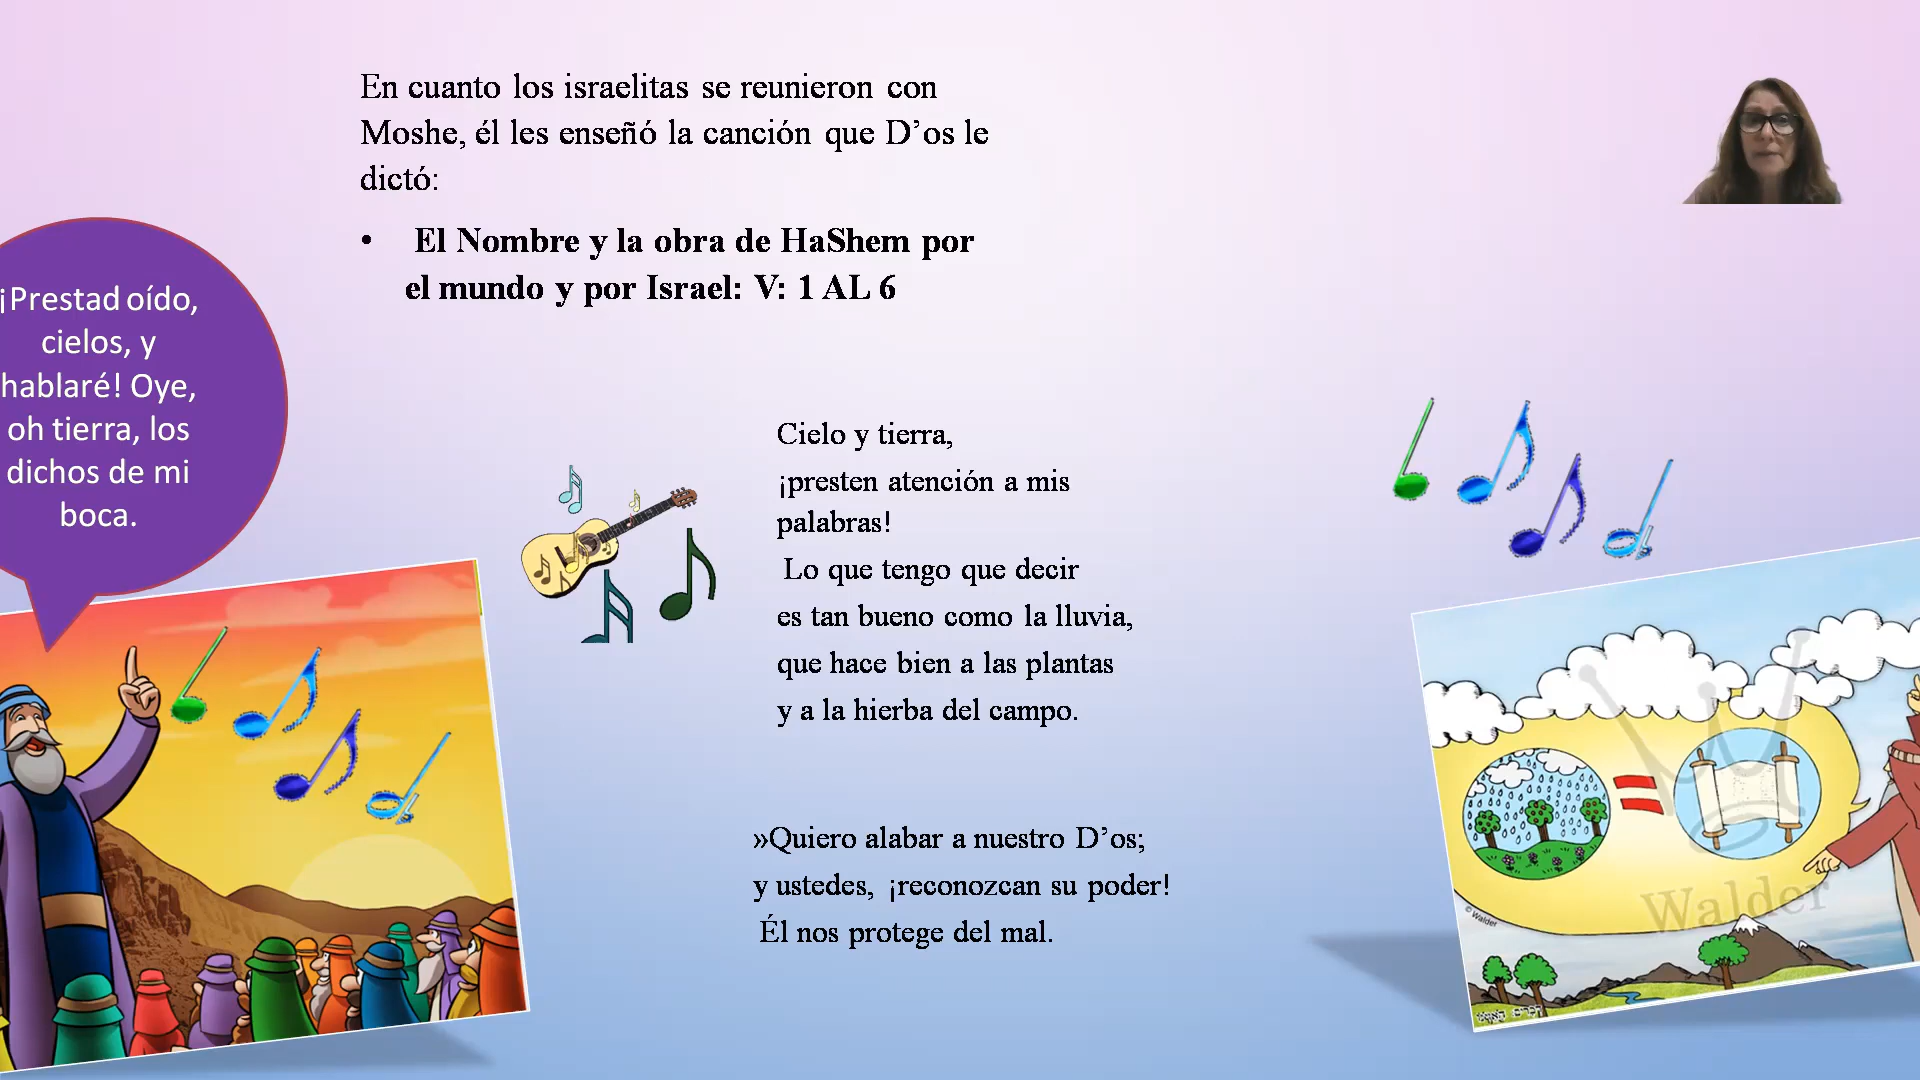 En cuanto los israelitas se reunieron con
Moshe, él les enseñó la canción que D’os le
dictó:
• El Nombre y la obra de HaShem por
el mundo y por Israel: V: 1 AL 6
¡Prestad oído,
cielos, y
hablaré! Oye,
oh tierra, los
dichos de mi
boca.
Cielo y tierra,
¡presten atención a mis
palabras!
Lo que tengo que decir
es tan bueno como la lluvia,
que hace bien a las plantas
y a la hierba del campo.
»Quiero alabar a nuestro D’os;
y ustedes, ¡reconozcan su poder!
Él nos protege del mal.
Walder
© Walder